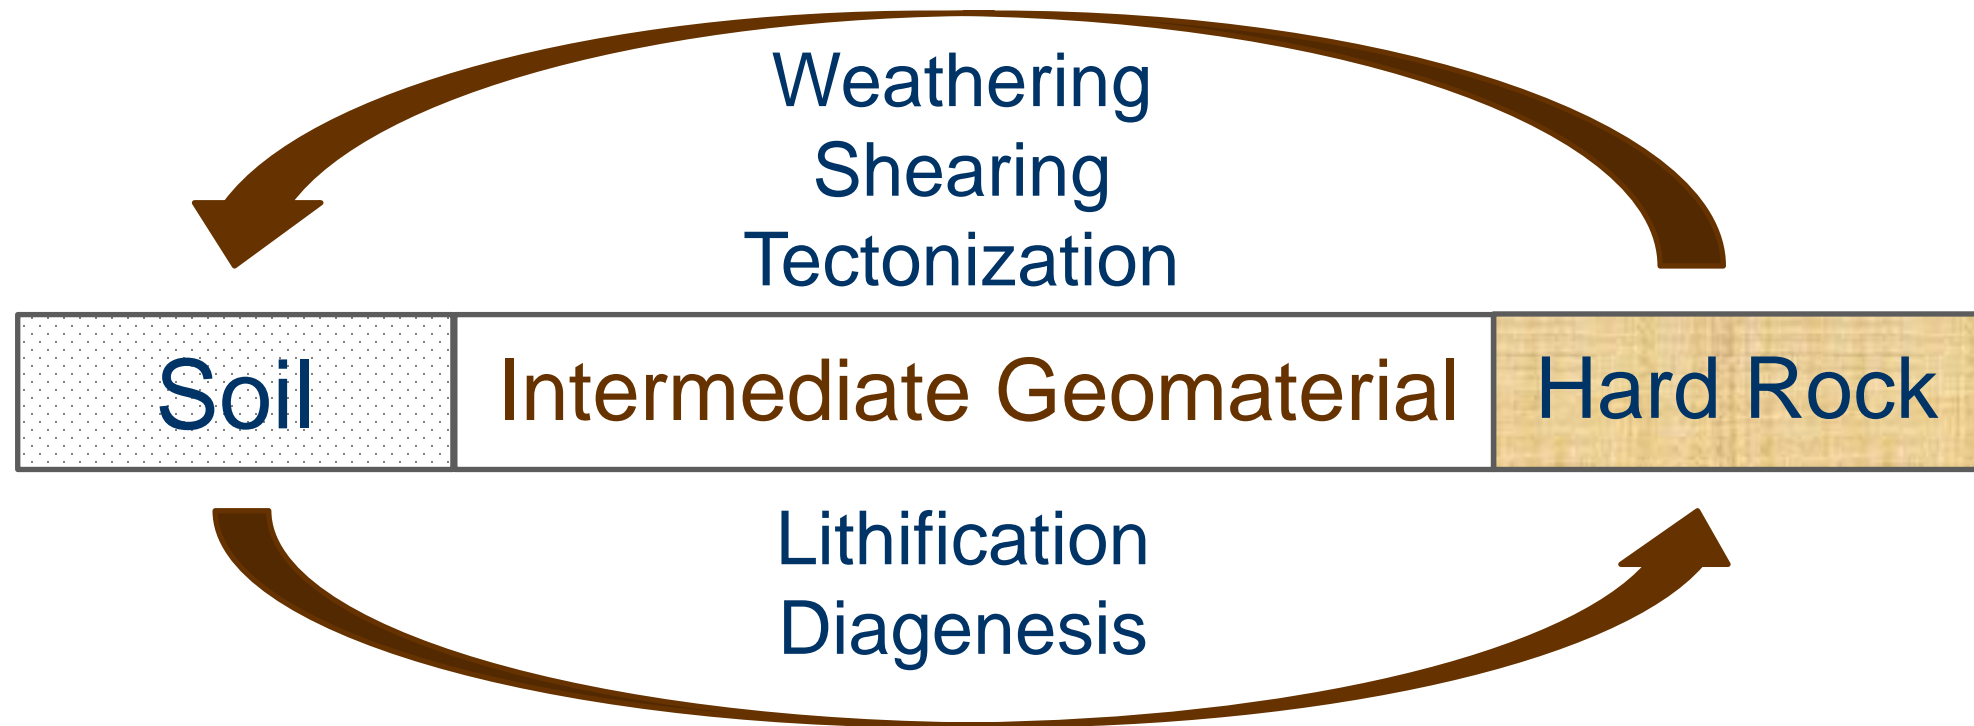 Weathering
Shearing
Tectonization
Soil
Intermediate Geomaterial
Hard Rock
Lithification
Diagenesis